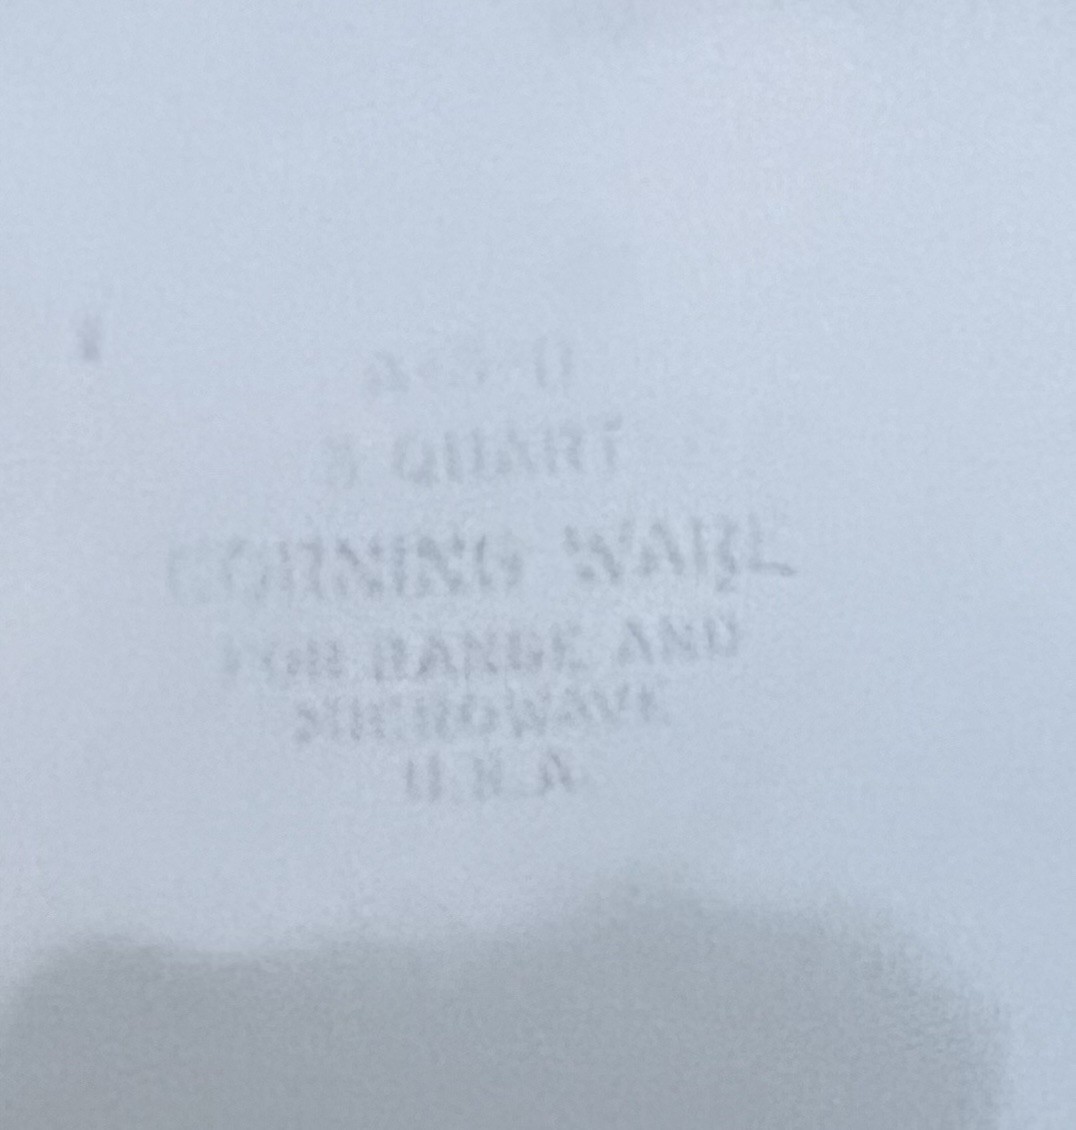 QUART
CORNING WARE
FOR RANGE AND
MICROWAVE
U.S.A.